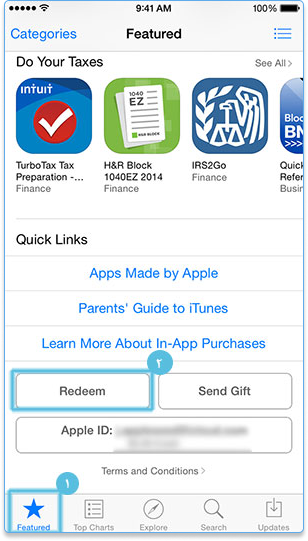 9:41 AM 100%
Categories Featured
Do Your Taxes See All >
intuit
1040
EZ
H&R BLOCK
Bloc
BN
TurboTax Tax
Preparation -...
Finance
H&R Block
1040EZ 2014
Finance
IRS2Go
Finance
Quick
Refer
Busin
Quick Links
Apps Made by Apple
Parents' Guide to iTunes
Learn More About In-App Purchases
٢
Redeem Send Gift
Apple ID:
Terms and Conditions >
١
Featured Top Charts Explore Search Updates